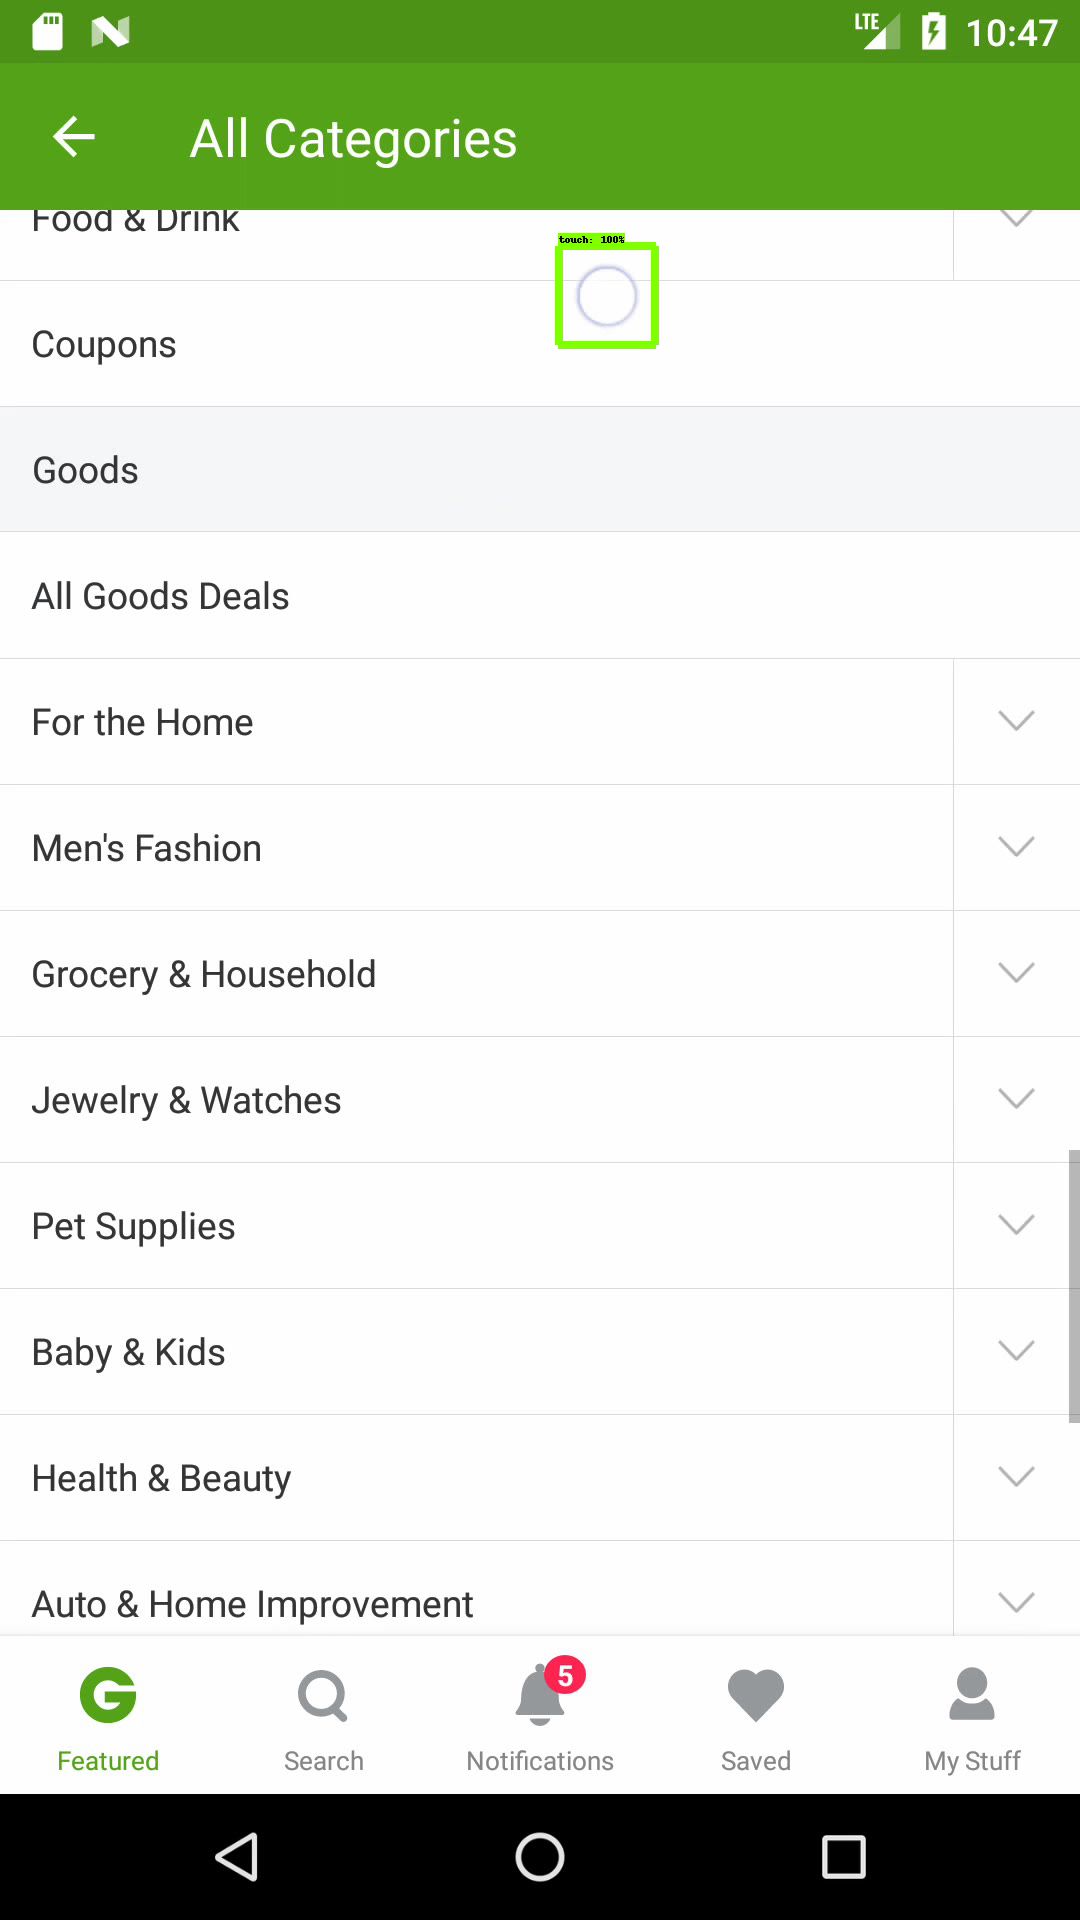 LTE 10:47
All Categories
Food & Drink
touch: 100%
Coupons
Goods
All Goods Deals
For the Home
Men's Fashion
Grocery & Household
Jewelry & Watches
Pet Supplies
Baby & Kids
Health & Beauty
Auto & Home Improvement
5
Featured Search Notifications Saved My Stuff